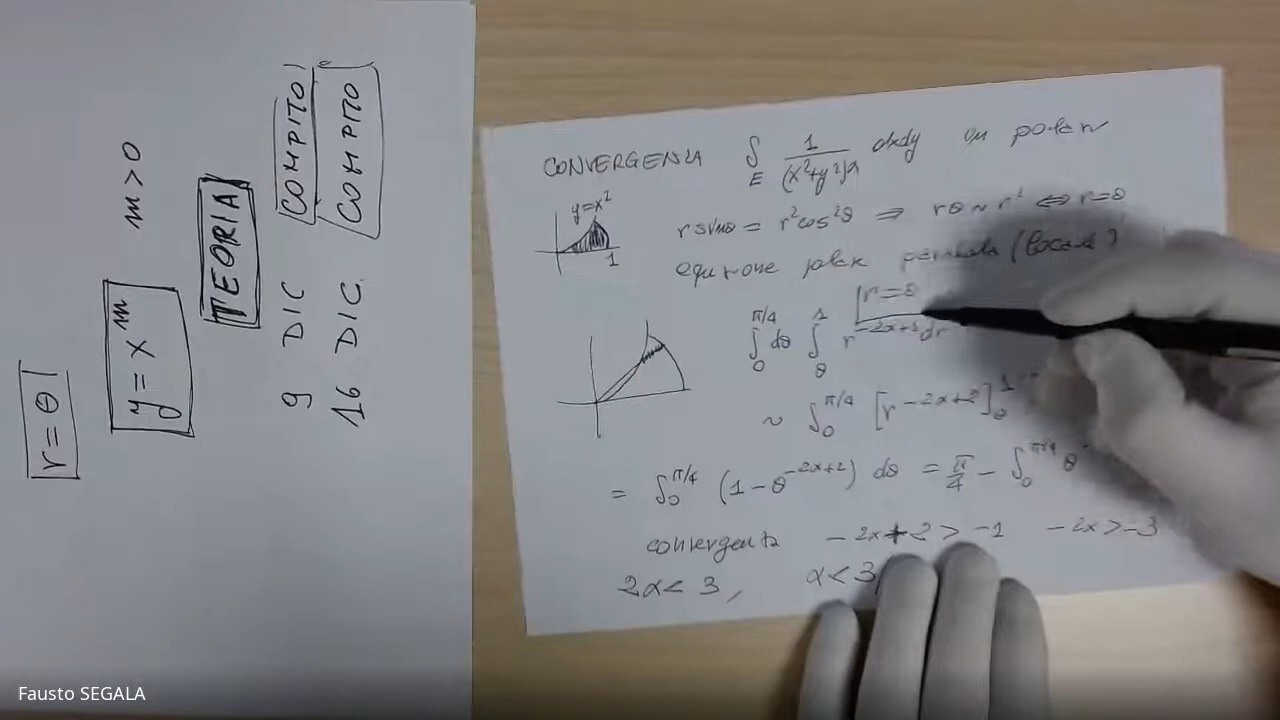 r = θ
y = x^m m > 0
TEORIA
9 DIC COMPITO
16 DIC. COMPITO
CONVERGENZA ∫_E 1/(x²+y²)^α dxdy in polari
y=x²
1
r sinθ = r²cos²θ ⇒ rθ ~ r² ⇔ r=θ
equazione polare parabola (locale)
r=θ
∫_0^{π/4} dθ ∫_θ^1 r^{-2α+1} dr
~ ∫_0^{π/4} [r^{-2α+2}]_θ^1
= ∫_0^{π/4} (1-θ^{-2α+2}) dθ = π/4 - ∫_0^{π/4} θ
convergenza -2α+2 > -1 -2α > -3
2α < 3, α < 3
Fausto SEGALA